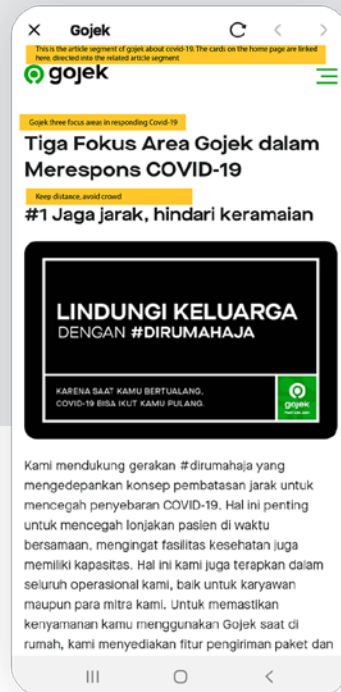 Gojek
This is the article segment of gojek about covid-19. The cards on the home page are linked
here, directed into the related article segment
gojek
Gojek three focus areas in responding Covid-19
Tiga Fokus Area Gojek dalam
Merespons COVID-19
Keep distance, avoid crowd
#1 Jaga jarak, hindari keramaian
LINDUNGI KELUARGA
DENGAN #DIRUMAHAJA
KARENA SAAT KAMU BERTUALANG,
COVID-19 BISA IKUT KAMU PULANG.
gojek
Kami mendukung gerakan #dirumahaja yang
mengedepankan konsep pembatasan jarak untuk
mencegah penyebaran COVID-19. Hal ini penting
untuk mencegah lonjakan pasien di waktu
bersamaan, mengingat fasilitas kesehatan juga
memiliki kapasitas. Hal ini kami juga terapkan dalam
seluruh operasional kami, baik untuk karyawan
maupun para mitra kami. Untuk memastikan
kenyamanan kamu menggunakan Gojek saat di
rumah, kami menyediakan fitur pengiriman paket dan